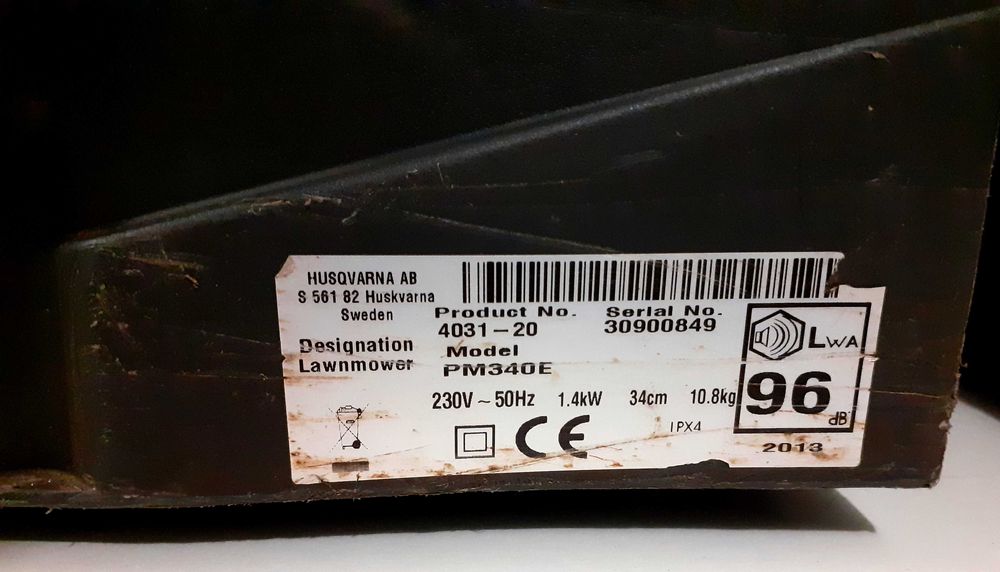 HUSQVARNA AB
S 561 82 Huskvarna
Sweden
Product No. Serial No.
4031-20 30900849
Designation Model
Lawnmower PM340E
230V ~ 50Hz 1.4kW 34cm 10.8kg
IPX4
CE
LWA
96
dB
2013